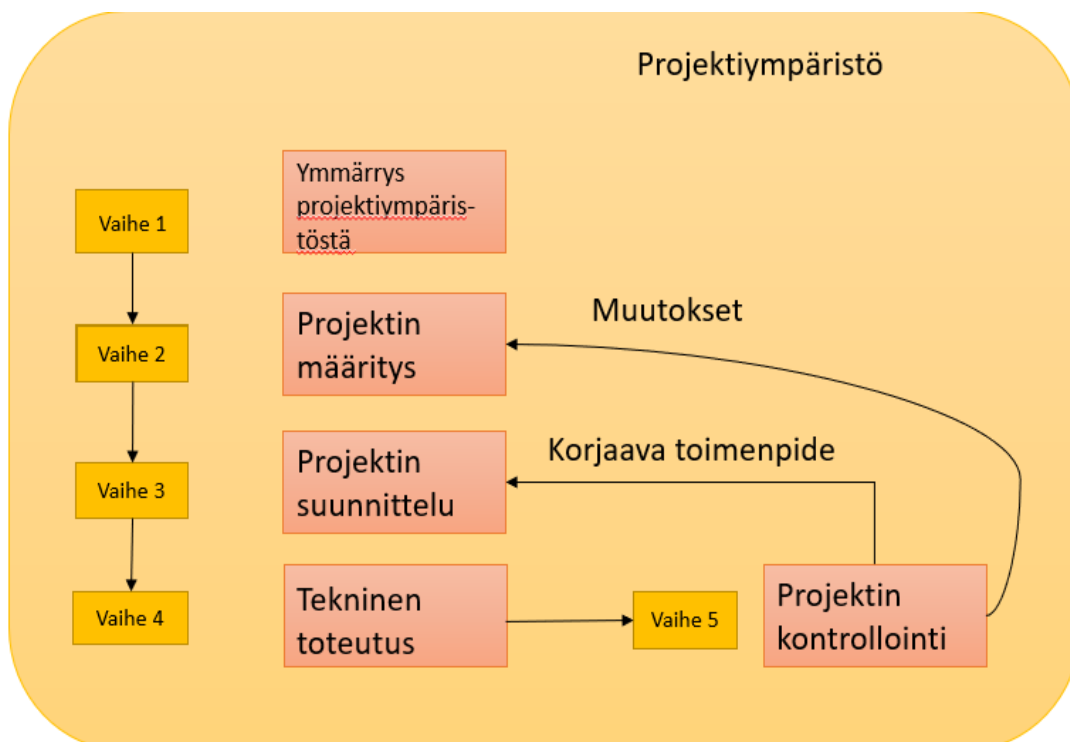 Projektiympäristö
Vaihe 1
Ymmärrys
projektiympäris-
töstä
Vaihe 2
Projektin
määritys
Muutokset
Vaihe 3
Projektin
suunnittelu
Korjaava toimenpide
Vaihe 4
Tekninen
toteutus
Vaihe 5
Projektin
kontrollointi